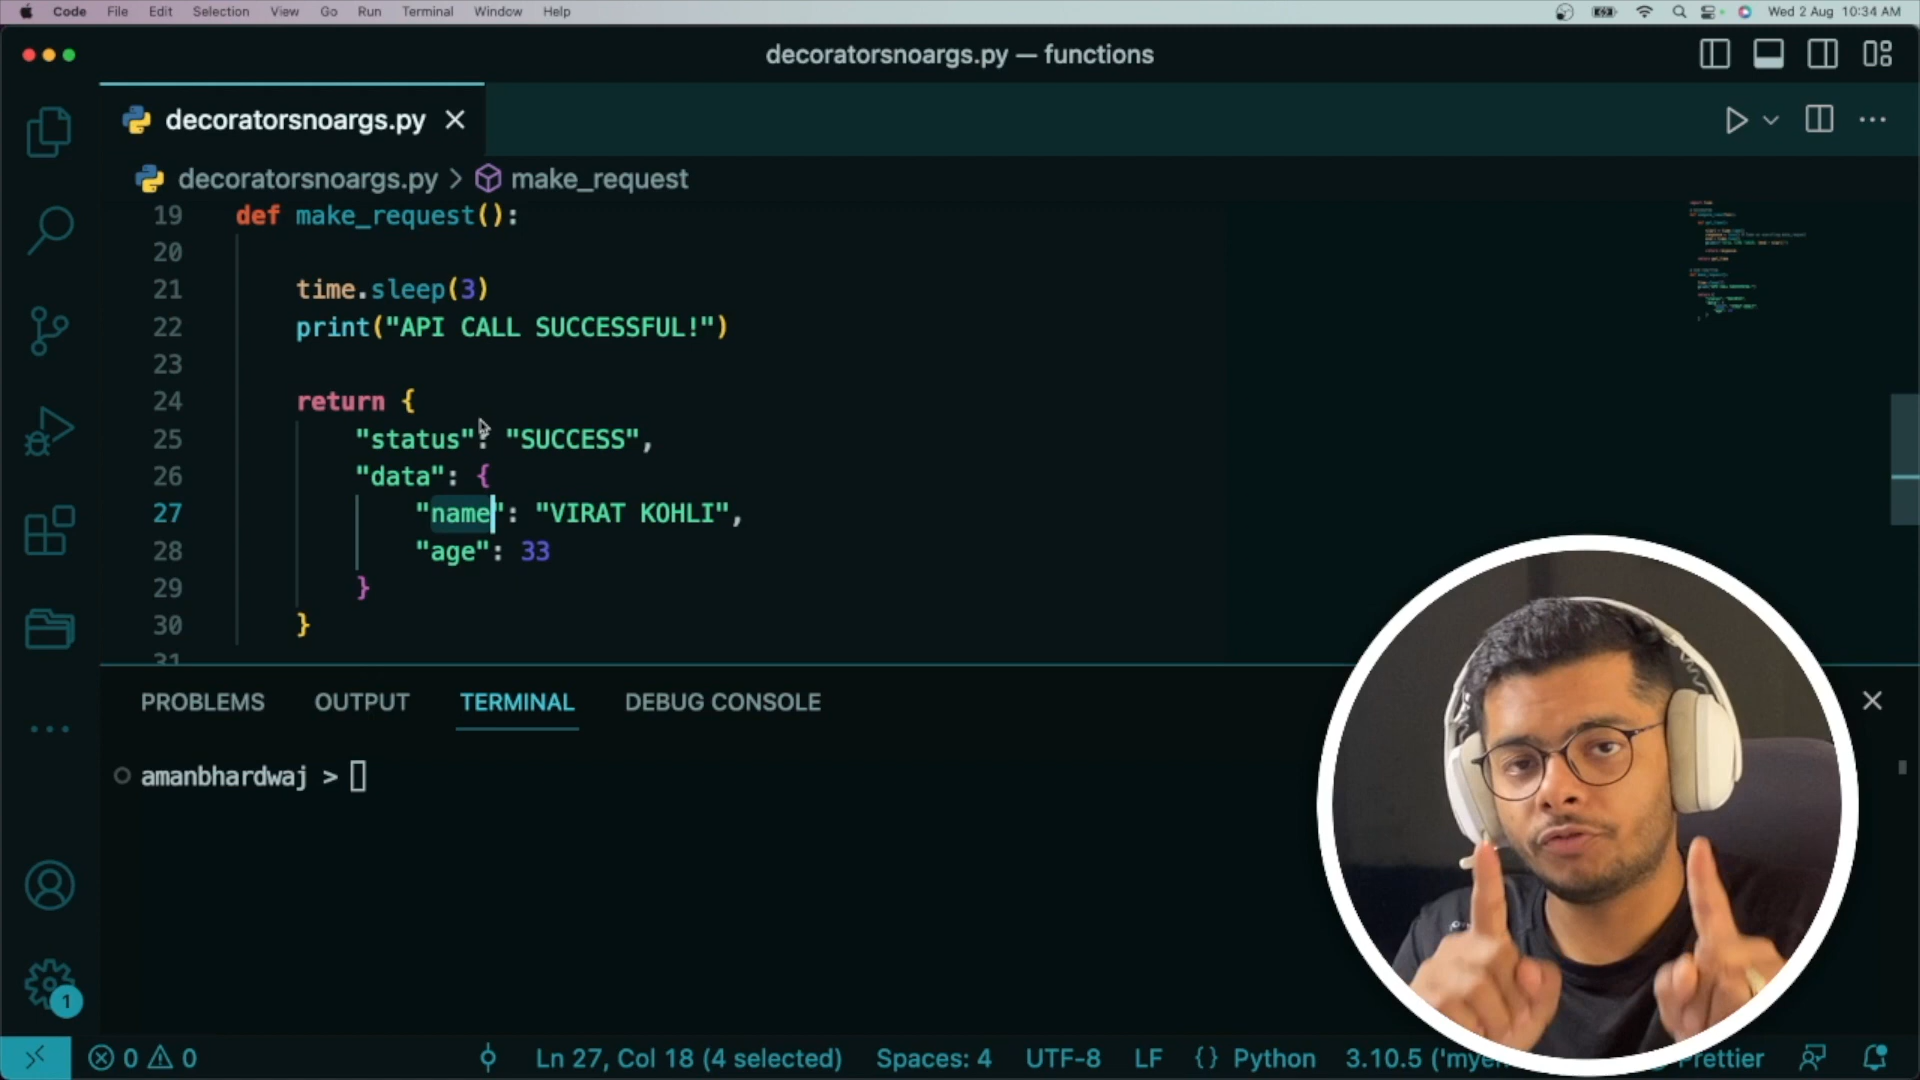 Code File Edit Selection View Go Run Terminal Window Help Wed 2 Aug 10:34 AM
decoratorsnoargs.py — functions
decoratorsnoargs.py
decoratorsnoargs.py > make_request
19 def make_request():
20
21 time.sleep(3)
22 print("API CALL SUCCESSFUL!")
23
24 return {
25 "status": "SUCCESS",
26 "data": {
27 "name": "VIRAT KOHLI",
28 "age": 33
29 }
30 }
31
PROBLEMS OUTPUT TERMINAL DEBUG CONSOLE
amanbhardwaj >
1
0 0 Ln 27, Col 18 (4 selected) Spaces: 4 UTF-8 LF {} Python 3.10.5 Prettier